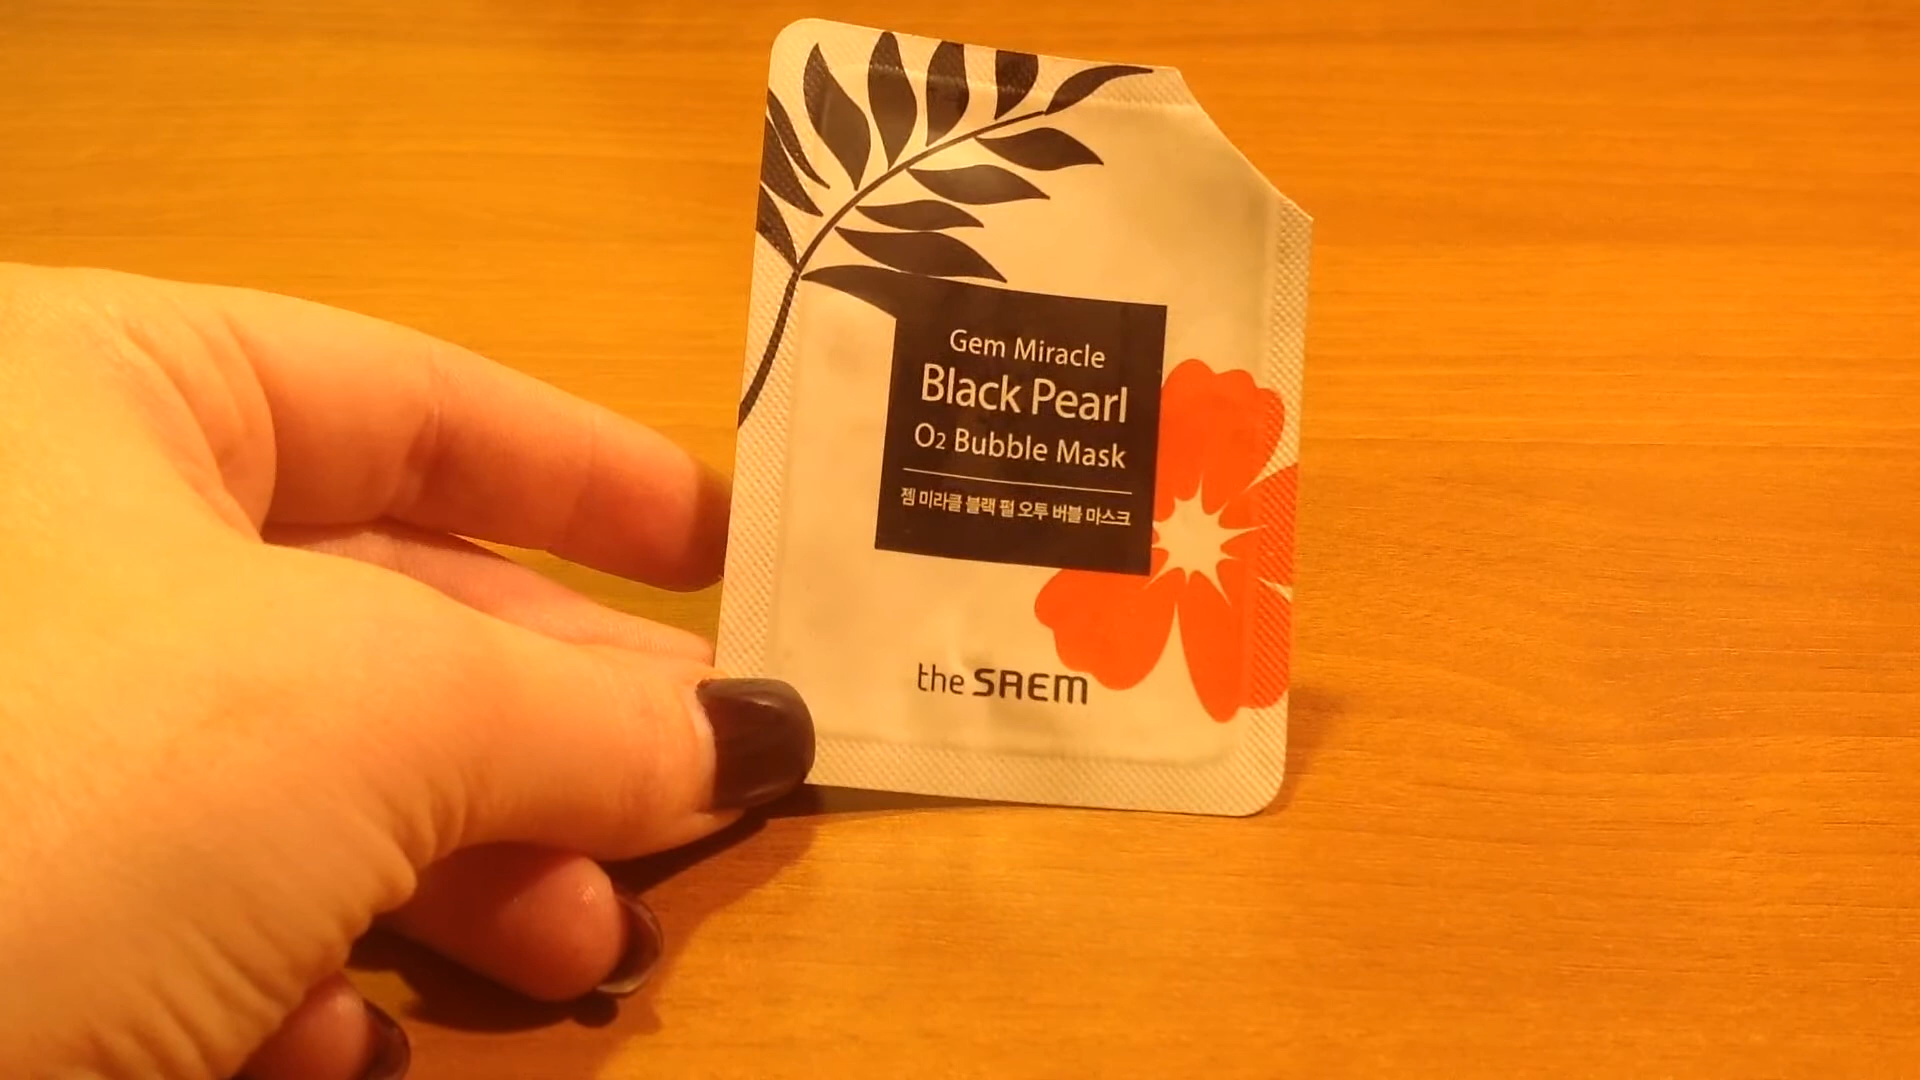 Gem Miracle
Black Pearl
O₂ Bubble Mask
젬 미라클 블랙 펄 오투 버블 마스크
the SAEM